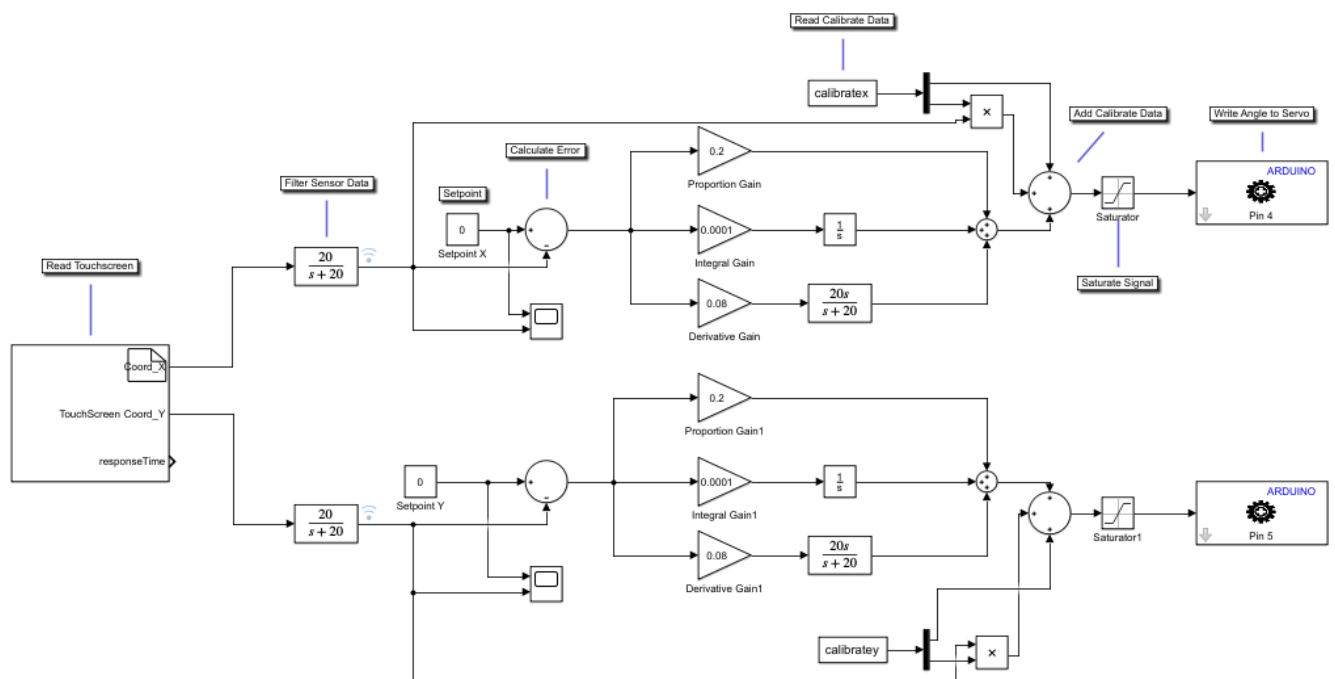 Read Calibrate Data
calibratex
×
Add Calibrate Data
Write Angle to Servo
Filter Sensor Data
Setpoint
Calculate Error
0.2
Proportion Gain
ARDUINO
Pin 4
0
Setpoint X
+
-
0.0001
Integral Gain
1
s
+
+
+
+
+
+
Saturator
Saturate Signal
Read Touchscreen
20
s + 20
0.08
Derivative Gain
20s
s + 20
Coord_X
TouchScreen Coord_Y
responseTime
0.2
Proportion Gain1
0
Setpoint Y
+
-
0.0001
Integral Gain1
1
s
+
+
+
+
+
+
Saturator1
ARDUINO
Pin 5
20
s + 20
0.08
Derivative Gain1
20s
s + 20
calibratey
×